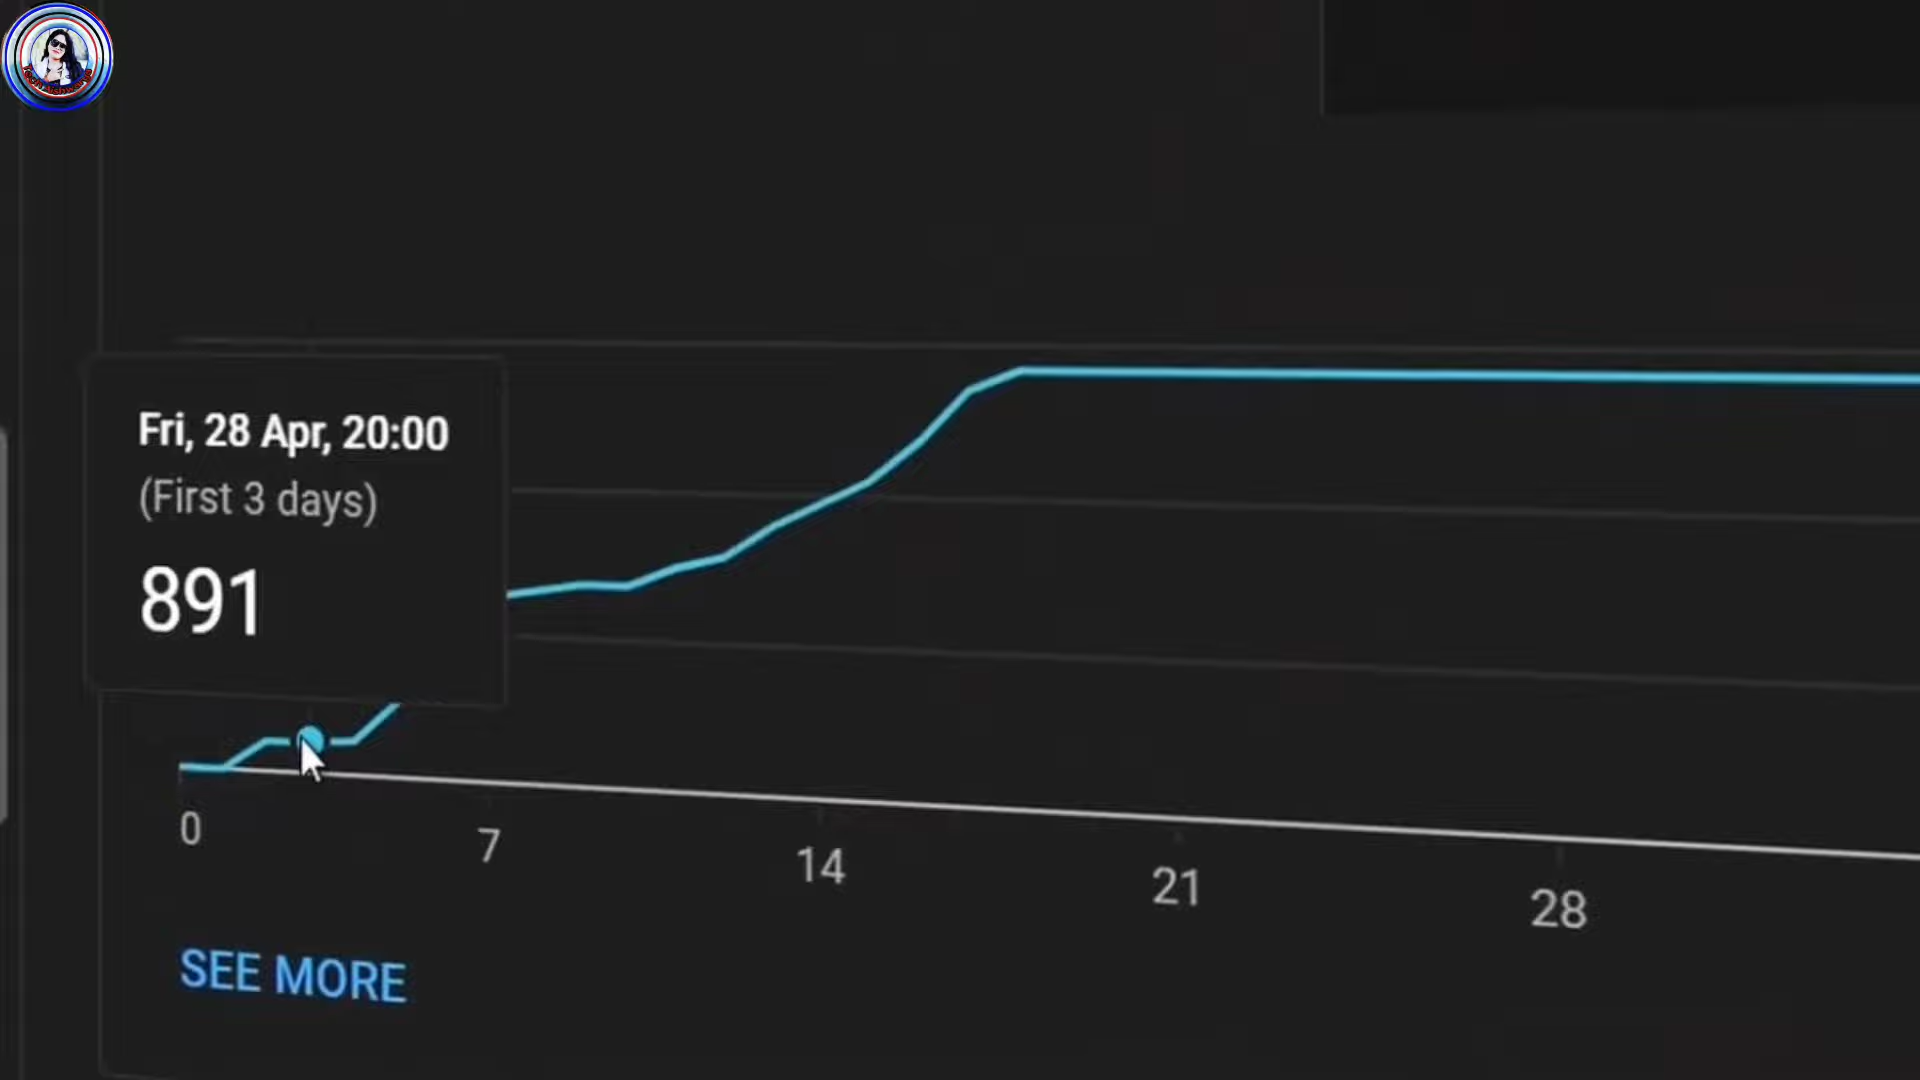 Fri, 28 Apr, 20:00
(First 3 days)
891
0
7
14
21
28
SEE MORE